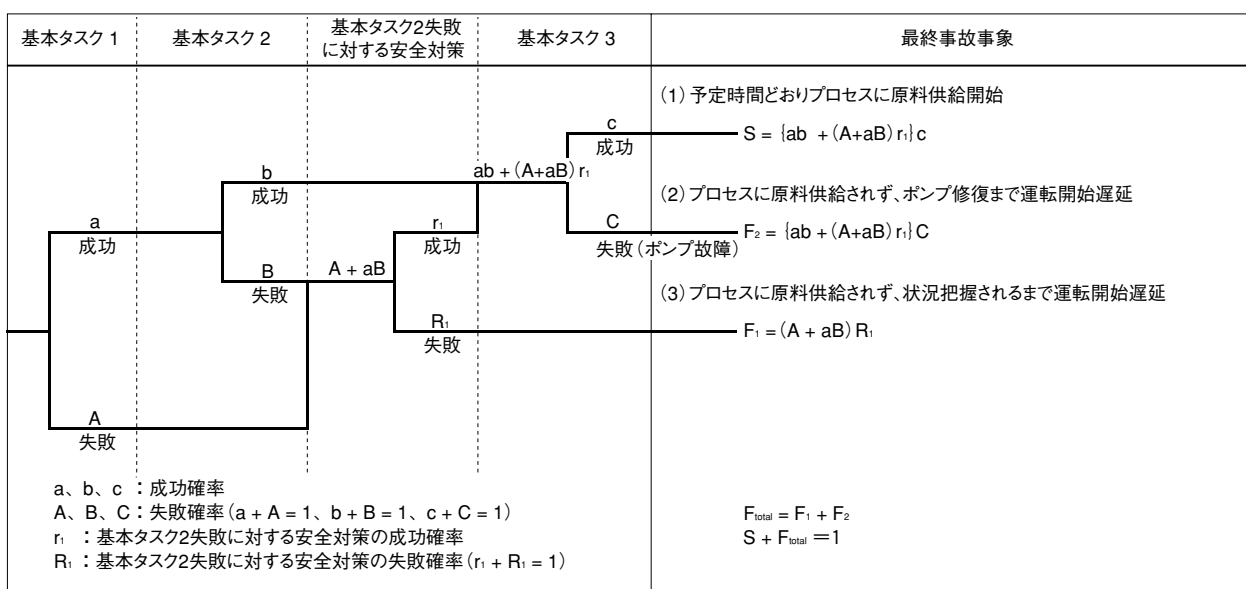 基本タスク 1
基本タスク 2
基本タスク2失敗
に対する安全対策
基本タスク 3
最終事故事象
(1) 予定時間どおりプロセスに原料供給開始
c
成功
S = {ab + (A+aB) r₁} c
b
成功
ab + (A+aB) r₁
(2) プロセスに原料供給されず、ポンプ修復まで運転開始遅延
a
成功
r₁
成功
C
失敗 (ポンプ故障)
F₂ = {ab + (A+aB) r₁} C
B
失敗
A + aB
(3) プロセスに原料供給されず、状況把握されるまで運転開始遅延
R₁
失敗
F₁ = (A + aB) R₁
A
失敗
a、b、c : 成功確率
A、B、C : 失敗確率 (a + A = 1、b + B = 1、c + C = 1)
r₁ : 基本タスク2失敗に対する安全対策の成功確率
R₁ : 基本タスク2失敗に対する安全対策の失敗確率 (r₁ + R₁ = 1)
Ftotal = F₁ + F₂
S + Ftotal =1